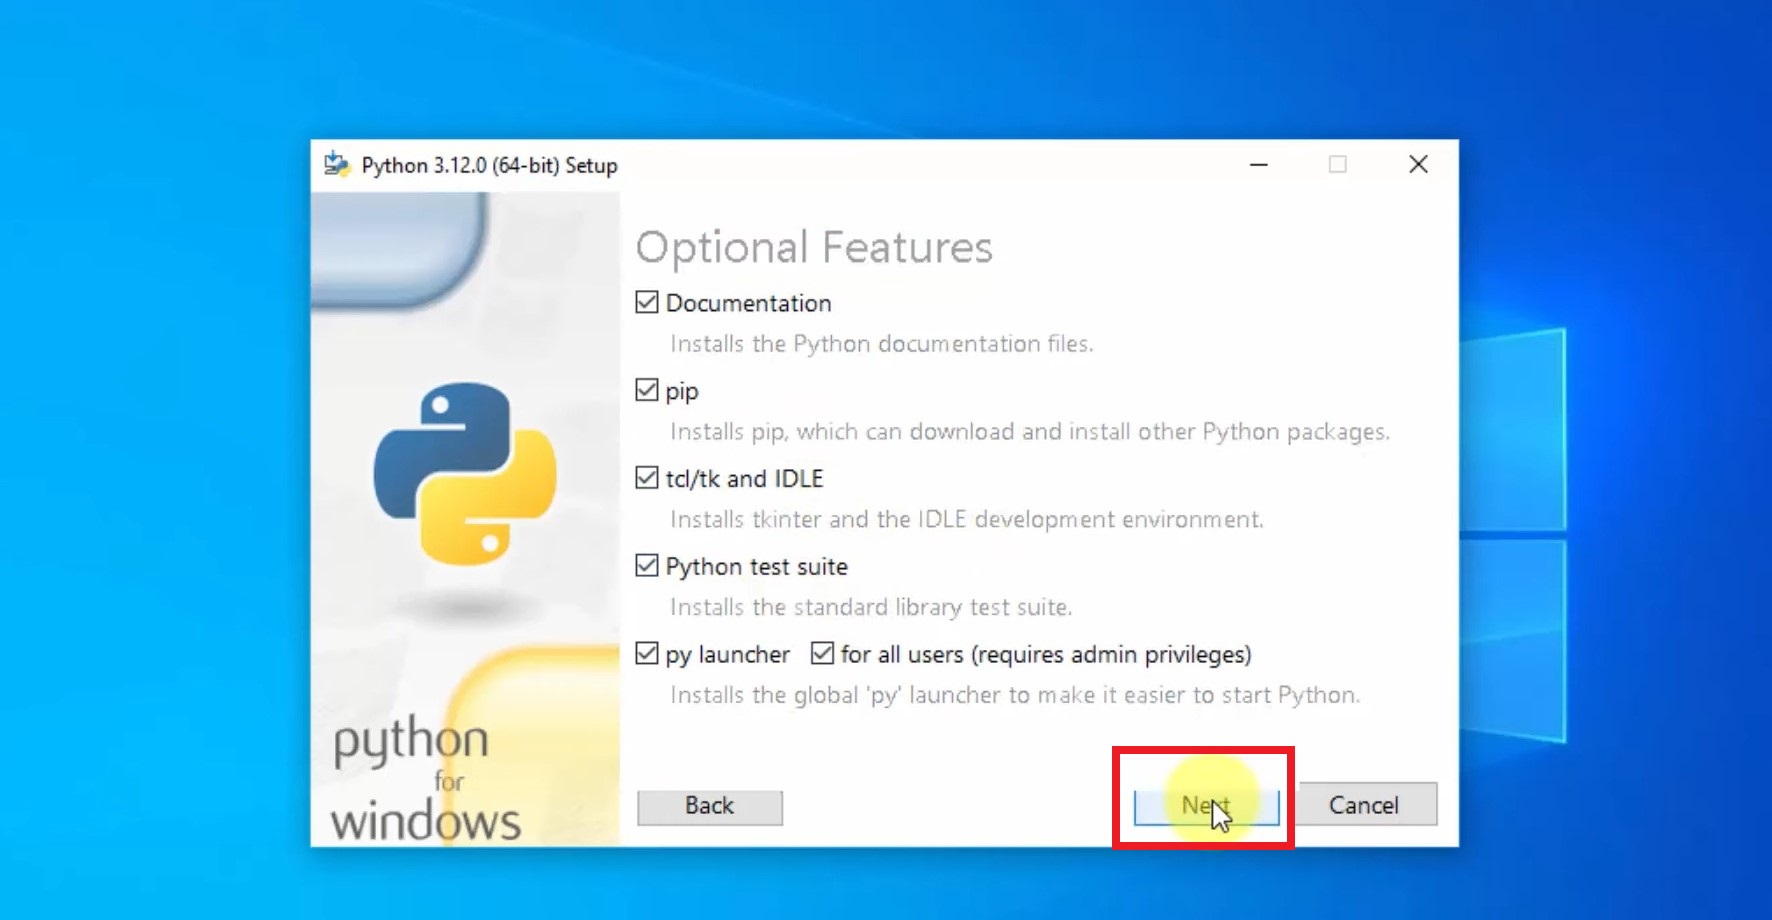 Python 3.12.0 (64-bit) Setup
Optional Features
Documentation
Installs the Python documentation files.
pip
Installs pip, which can download and install other Python packages.
tcl/tk and IDLE
Installs tkinter and the IDLE development environment.
Python test suite
Installs the standard library test suite.
py launcher for all users (requires admin privileges)
Installs the global 'py' launcher to make it easier to start Python.
python
for
windows
Back Next Cancel